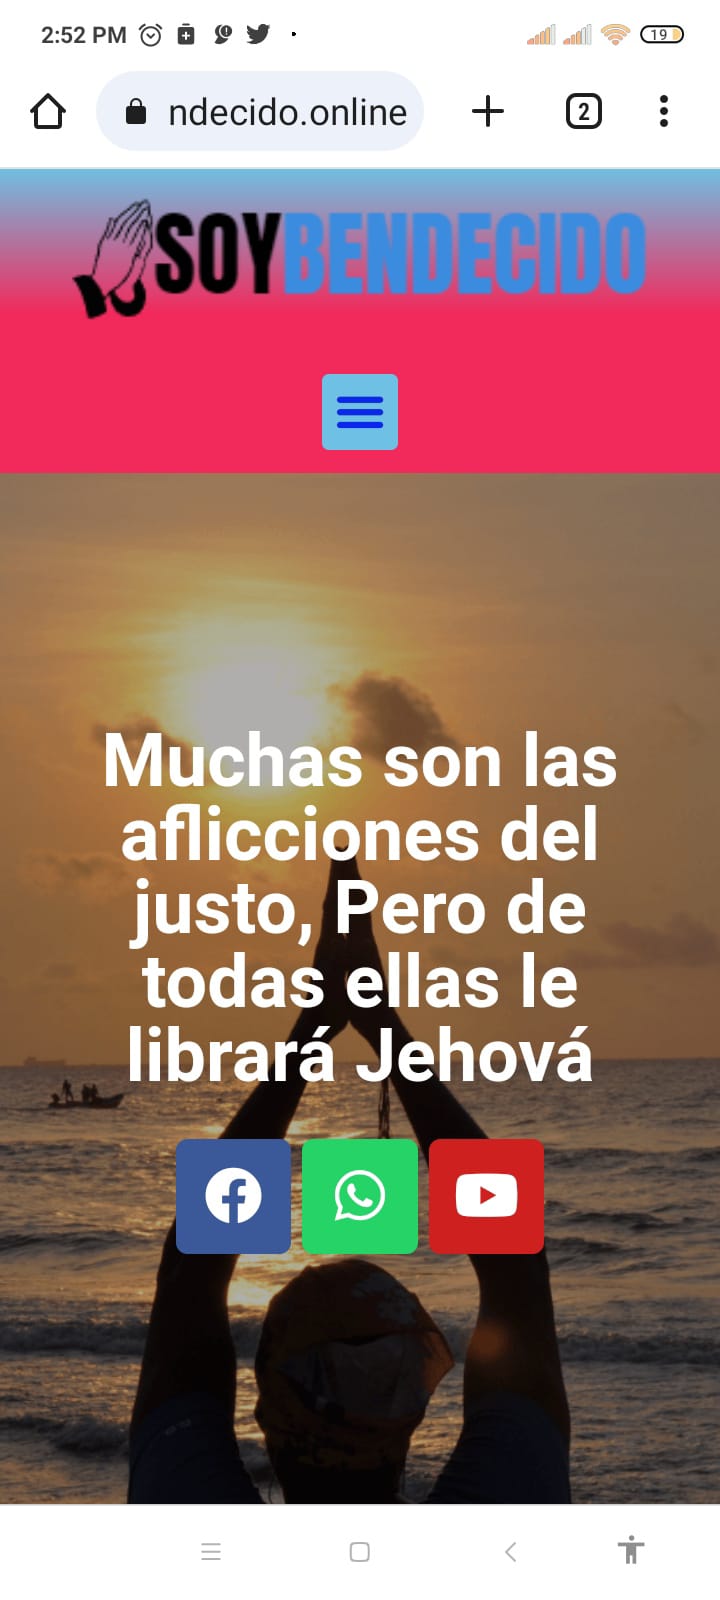 2:52 PM
19
ndecido.online
2
SOYBENDECIDO
Muchas son las
aflicciones del
justo, Pero de
todas ellas le
librará Jehová